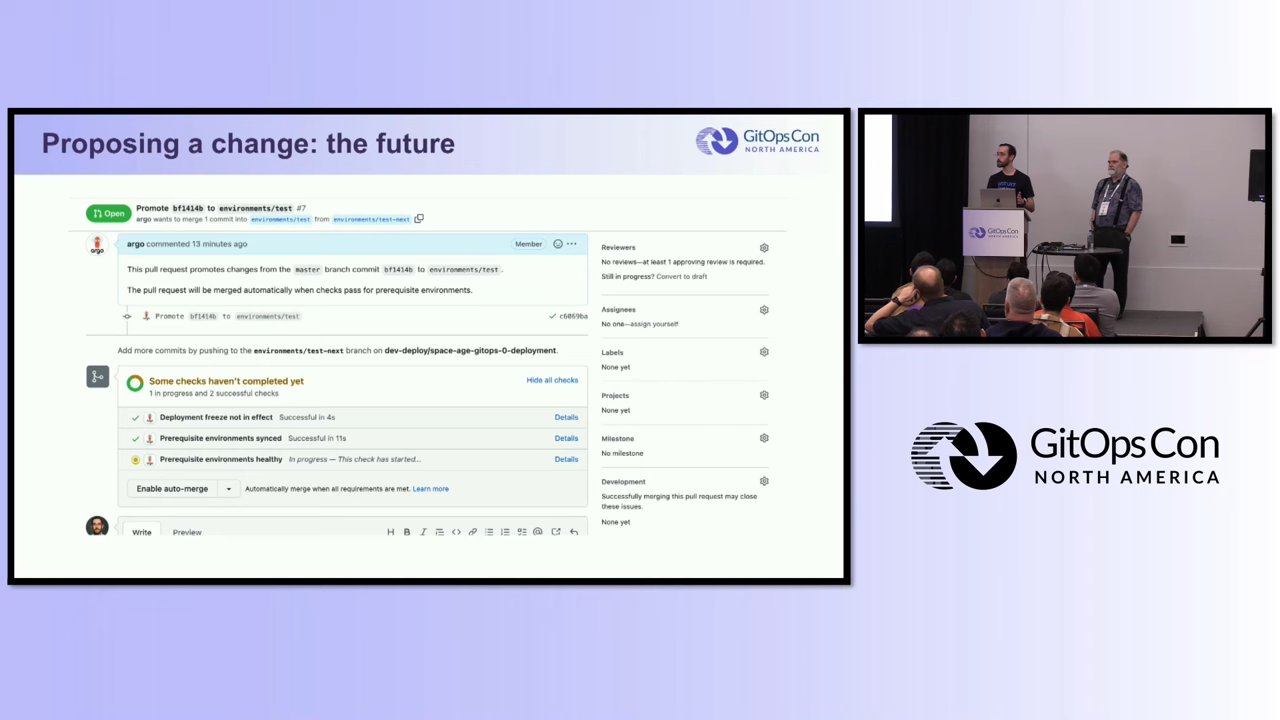 Proposing a change: the future
GitOpsCon
NORTH AMERICA
Open
Promote bf1414b to environments/test #7
argo wants to merge 1 commit into environments/test from environments/test-next
argo
argo commented 13 minutes ago
Member
This pull request promotes changes from the master branch commit bf1414b to environments/test.
The pull request will be merged automatically when checks pass for prerequisite environments.
Promote bf1414b to environments/test
c6069ba
Add more commits by pushing to the environments/test-next branch on dev-deploy/space-age-gitops-0-deployment.
Some checks haven't completed yet
Hide all checks
1 in progress and 2 successful checks
Deployment freeze not in effect Successful in 4s
Details
Prerequisite environments synced Successful in 11s
Details
Prerequisite environments healthy In progress — This check has started...
Details
Enable auto-merge
Automatically merge when all requirements are met. Learn more
Write
Preview
H B I
Reviewers
No reviews—at least 1 approving review is required.
Still in progress? Convert to draft
Assignees
No one—assign yourself
Labels
None yet
Projects
None yet
Milestone
No milestone
Development
Successfully merging this pull request may close
these issues.
None yet
GitOpsCon
NORTH AMERICA
GitOpsCon
NORTH AMERICA